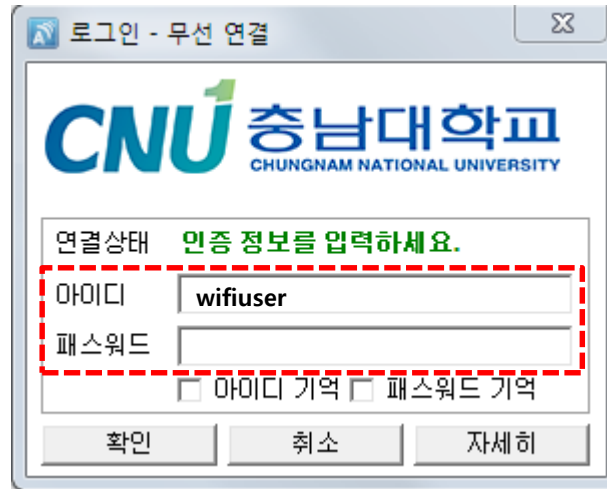 로그인 - 무선 연결
CNU 충남대학교
CHUNGNAM NATIONAL UNIVERSITY
연결상태 인증 정보를 입력하세요.
아이디 wifiuser
패스워드
아이디 기억 패스워드 기억
확인 취소 자세히